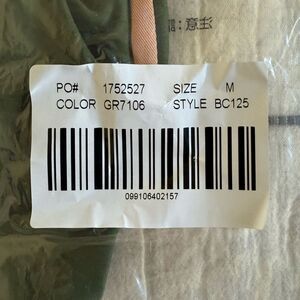 PO# 1752527 SIZE M
COLOR GR7106 STYLE BC125
099106402157